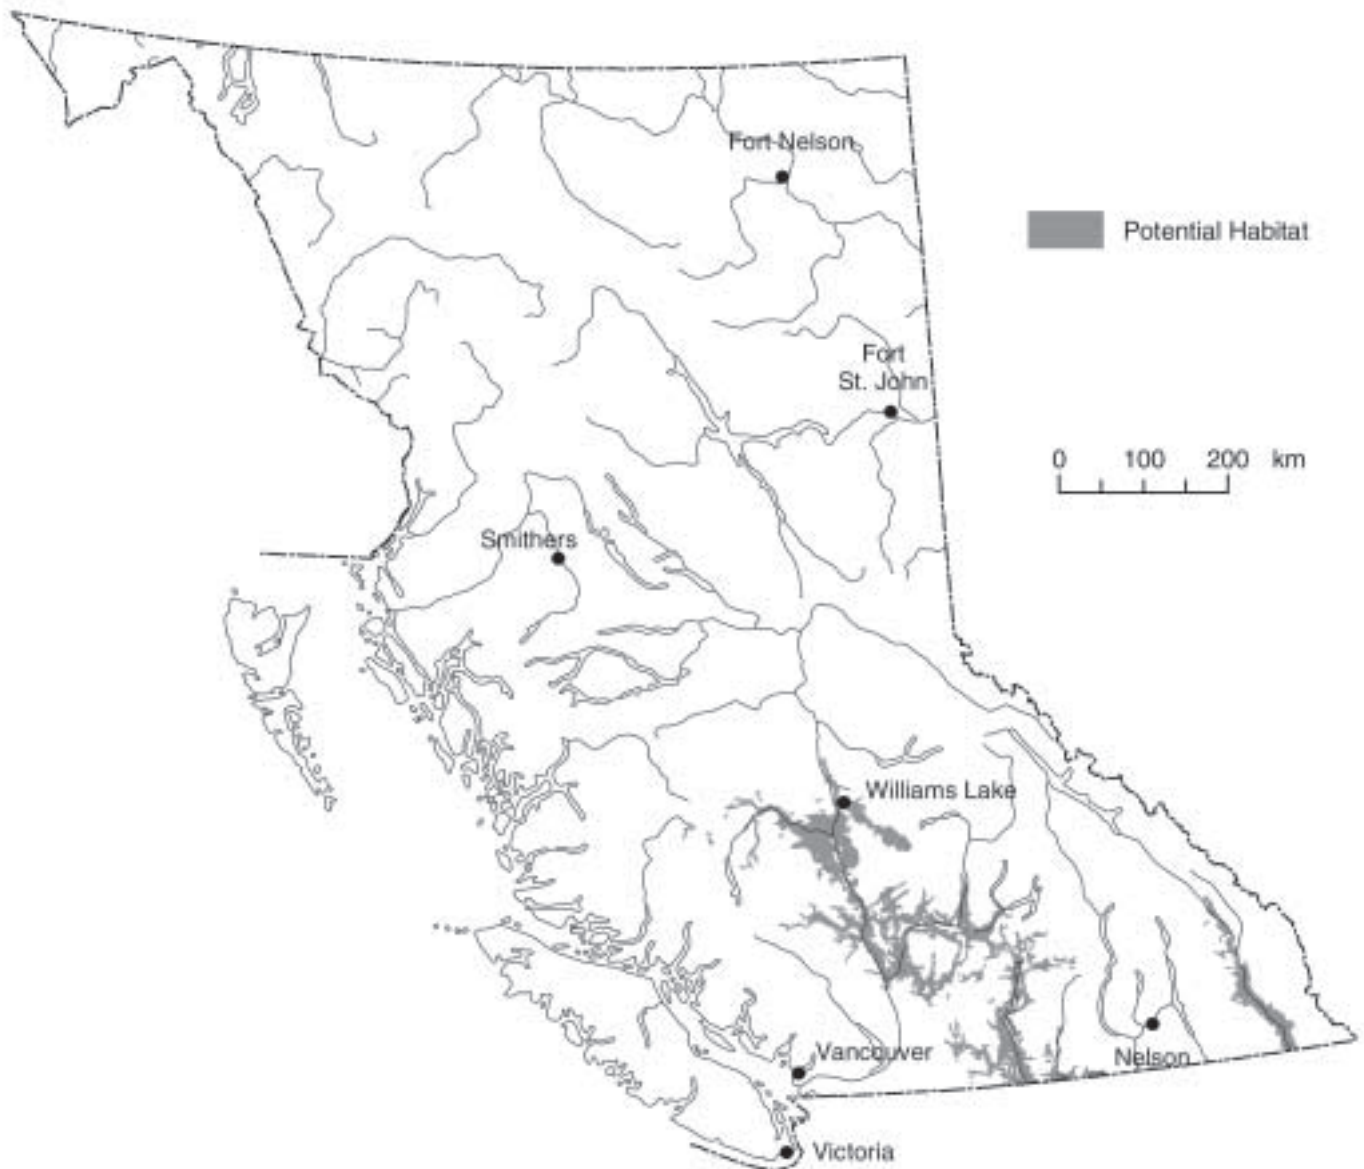 Fort Nelson
Potential Habitat
Fort
St. John
0 100 200 km
Smithers
Williams Lake
Vancouver
Nelson
Victoria